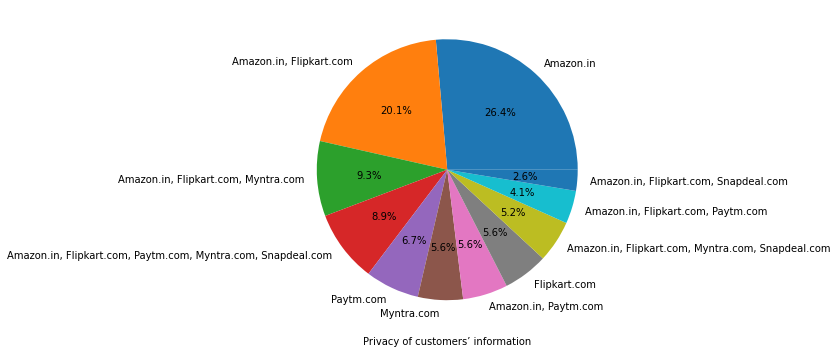 Amazon.in
26.4%
Amazon.in, Flipkart.com
20.1%
Amazon.in, Flipkart.com, Myntra.com
9.3%
Amazon.in, Flipkart.com, Paytm.com, Myntra.com, Snapdeal.com
8.9%
Paytm.com
6.7%
Myntra.com
5.6%
Amazon.in, Paytm.com
5.6%
Flipkart.com
5.6%
Amazon.in, Flipkart.com, Myntra.com, Snapdeal.com
5.2%
Amazon.in, Flipkart.com, Paytm.com
4.1%
Amazon.in, Flipkart.com, Snapdeal.com
2.6%
Privacy of customers’ information